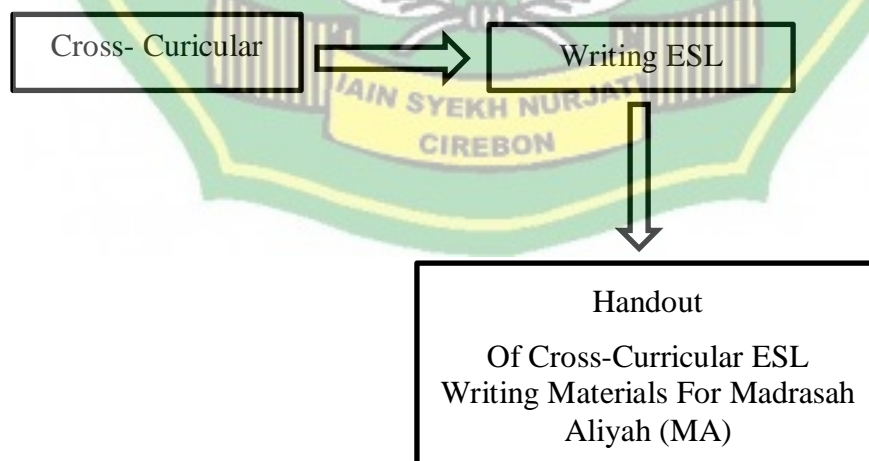 Cross- Curicular
Writing ESL
IAIN SYEKH NURJATI
CIREBON
Handout
Of Cross-Curricular ESL
Writing Materials For Madrasah
Aliyah (MA)